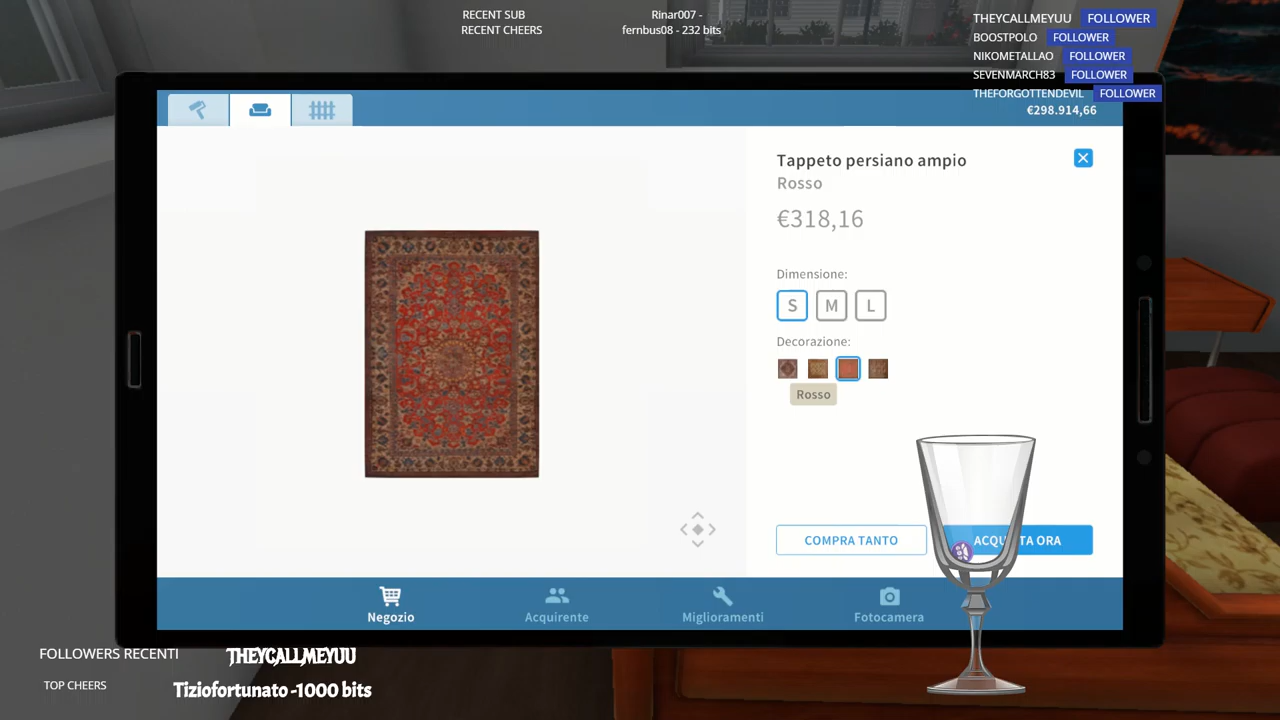 RECENT SUB
Rinar007 -
RECENT CHEERS
fernbus08 - 232 bits
THEYCALLMEYUU FOLLOWER
BOOSTPOLO FOLLOWER
NIKOMETALLAO FOLLOWER
SEVENMARCH83 FOLLOWER
THEFORGOTTENDEVIL FOLLOWER
€298.914,66
Tappeto persiano ampio
Rosso
€318,16
Dimensione:
S M L
Decorazione:
Rosso
COMPRA TANTO
ACQUISTA ORA
Negozio
Acquirente
Miglioramenti
Fotocamera
FOLLOWERS RECENTI
THEYCALLMEYUU
TOP CHEERS
Tiziofortunato -1000 bits